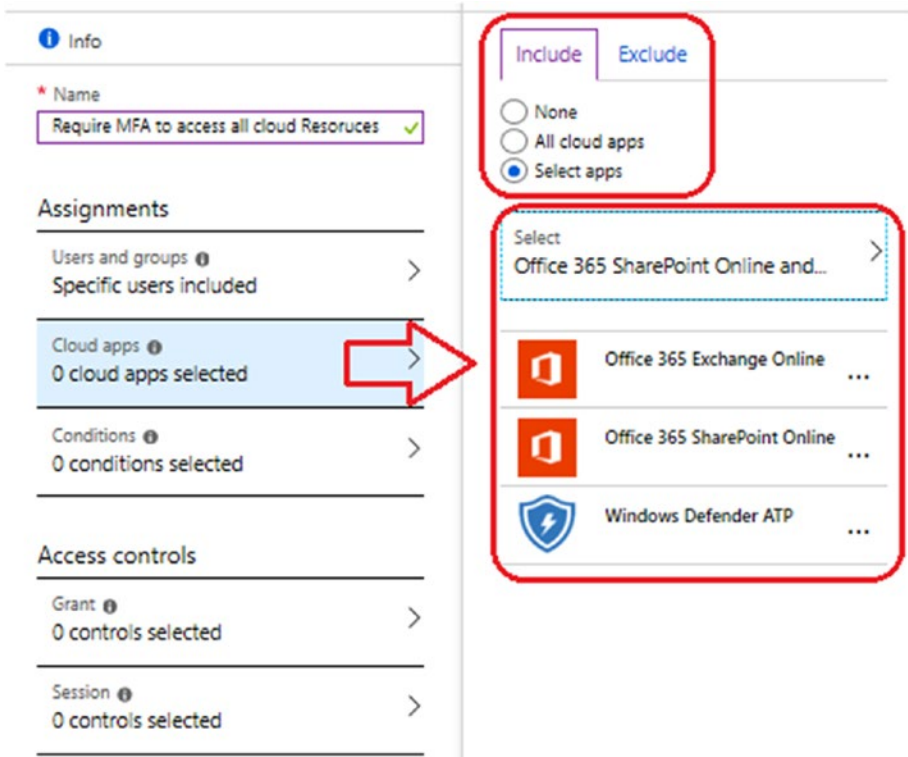 Info
* Name
Require MFA to access all cloud Resoruces
Assignments
Users and groups
Specific users included
Cloud apps
0 cloud apps selected
Conditions
0 conditions selected
Access controls
Grant
0 controls selected
Session
0 controls selected
Include Exclude
None
All cloud apps
Select apps
Select
Office 365 SharePoint Online and...
Office 365 Exchange Online
...
Office 365 SharePoint Online
...
Windows Defender ATP
...